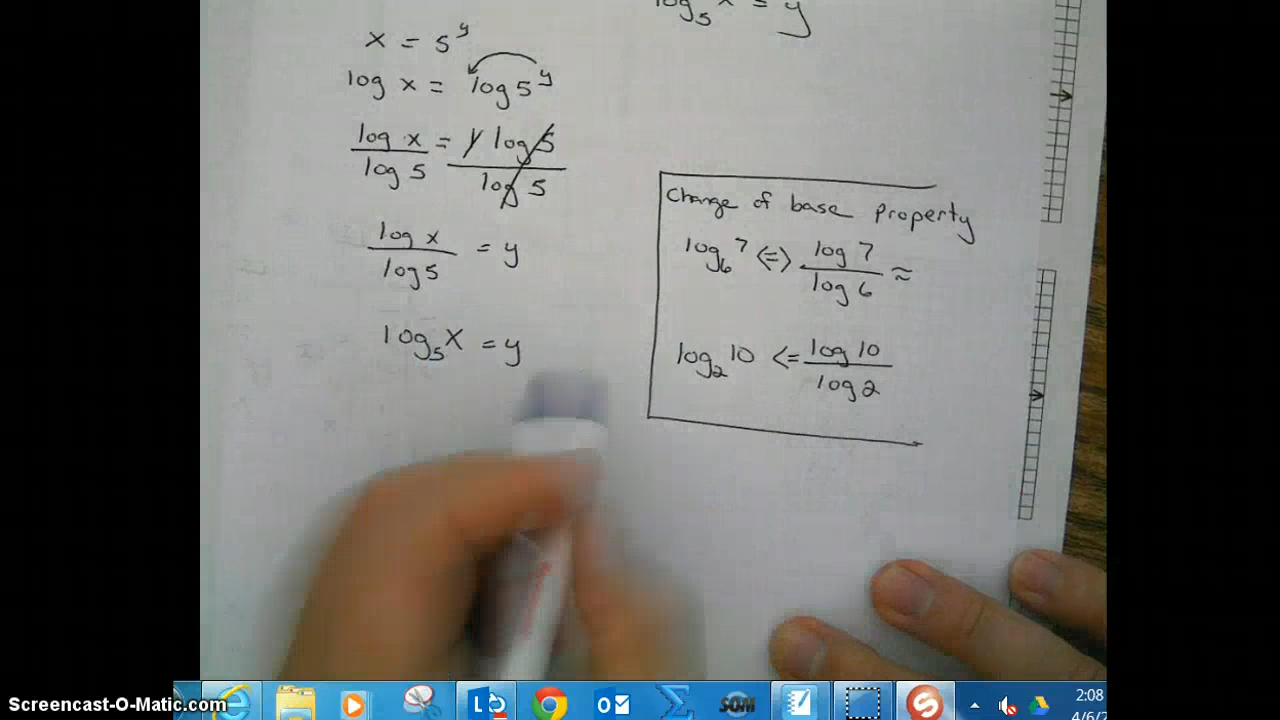 log₅ x = y
x = 5^y
log x = log 5^y
log x / log 5 = y log 5 / log 5
log x / log 5 = y
log₅ x = y
Change of base property
log₆ 7 <=> log 7 / log 6 ≈
log₂ 10 <= log 10 / log 2
Screencast-O-Matic.com
2:08